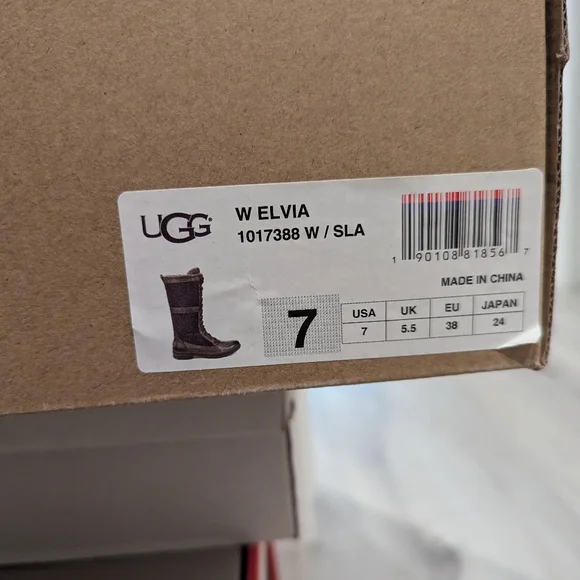 UGG
W ELVIA
1017388 W / SLA
1 90108 81856 7
MADE IN CHINA
7
USA UK EU JAPAN
7 5.5 38 24